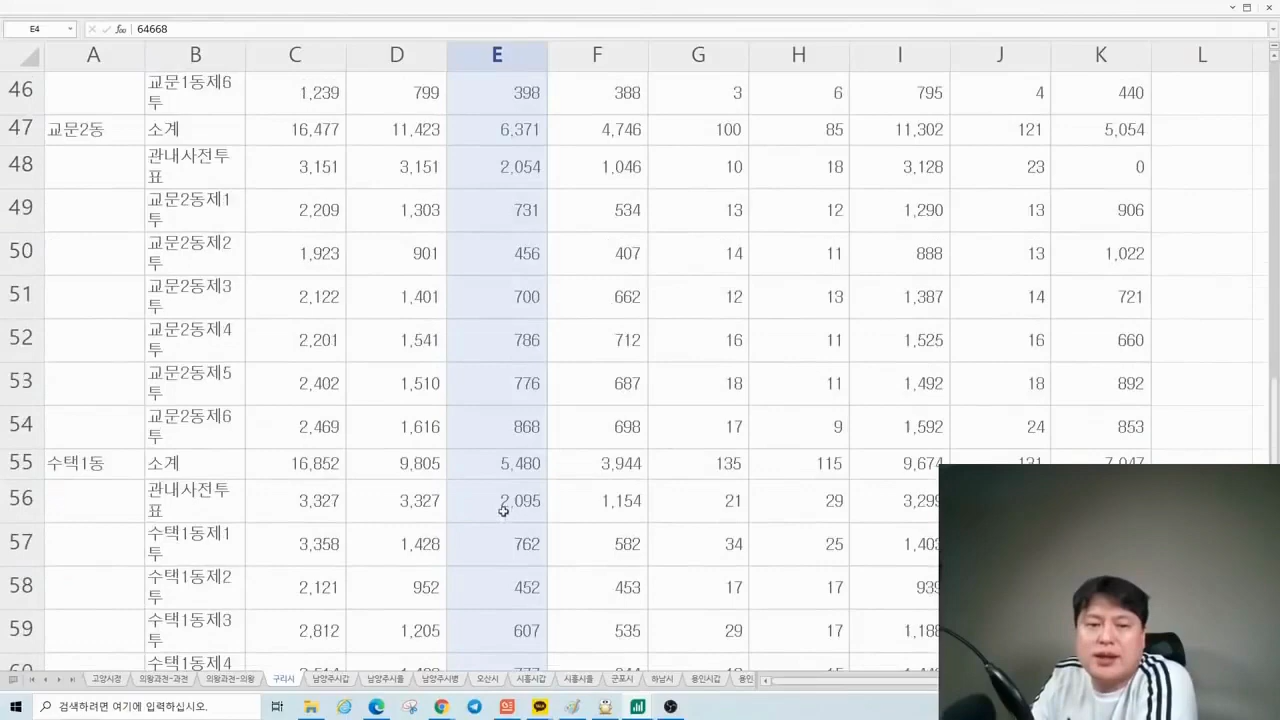 E4 64668
A B C D E F G H I J K L
46 교문1동제6 1,239 799 398 388 3 6 795 4 440
투
47 교문2동 소계 16,477 11,423 6,371 4,746 100 85 11,302 121 5,054
48 관내사전투 3,151 3,151 2,054 1,046 10 18 3,128 23 0
표
49 교문2동제1 2,209 1,303 731 534 13 12 1,290 13 906
투
50 교문2동제2 1,923 901 456 407 14 11 888 13 1,022
투
51 교문2동제3 2,122 1,401 700 662 12 13 1,387 14 721
투
52 교문2동제4 2,201 1,541 786 712 16 11 1,525 16 660
투
53 교문2동제5 2,402 1,510 776 687 18 11 1,492 18 892
투
54 교문2동제6 2,469 1,616 868 698 17 9 1,592 24 853
투
55 수택1동 소계 16,852 9,805 5,480 3,944 135 115 9,674
56 관내사전투 3,327 3,327 2,095 1,154 21 29 3,299
표
57 수택1동제1 3,358 1,428 762 582 34 25 1,403
투
58 수택1동제2 2,121 952 452 453 17 17 939
투
59 수택1동제3 2,812 1,205 607 535 29 17 1,188
투
수택1동제4
고양시정 의왕과천-과천 의왕과천-의왕 구리시 남양주시갑 남양주시병 오산시 시흥시갑 시흥시을 군포시 하남시 용인시갑 용인
검색하려면 여기에 입력하십시오.